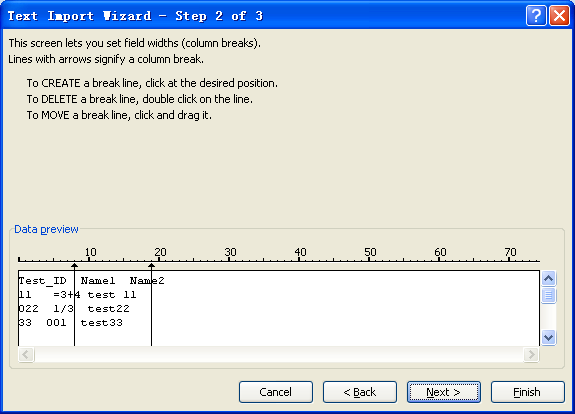 Text Import Wizard - Step 2 of 3
This screen lets you set field widths (column breaks).
Lines with arrows signify a column break.
To CREATE a break line, click at the desired position.
To DELETE a break line, double click on the line.
To MOVE a break line, click and drag it.
Data preview
10 20 30 40 50 60 70
Test_ID  Name1  Name2
11   =3+4 test 11
022  1/3  test22
33  001  test33
Cancel < Back Next > Finish